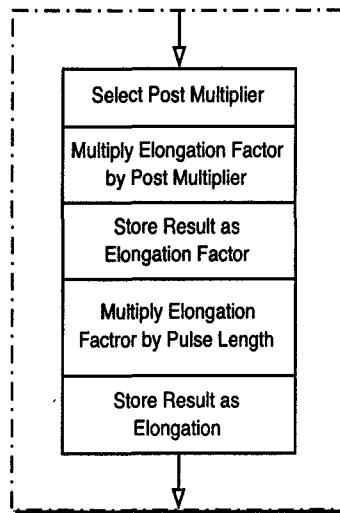 Select Post Multiplier
Multiply Elongation Factor
by Post Multiplier
Store Result as
Elongation Factor
Multiply Elongation
Factror by Pulse Length
Store Result as
Elongation